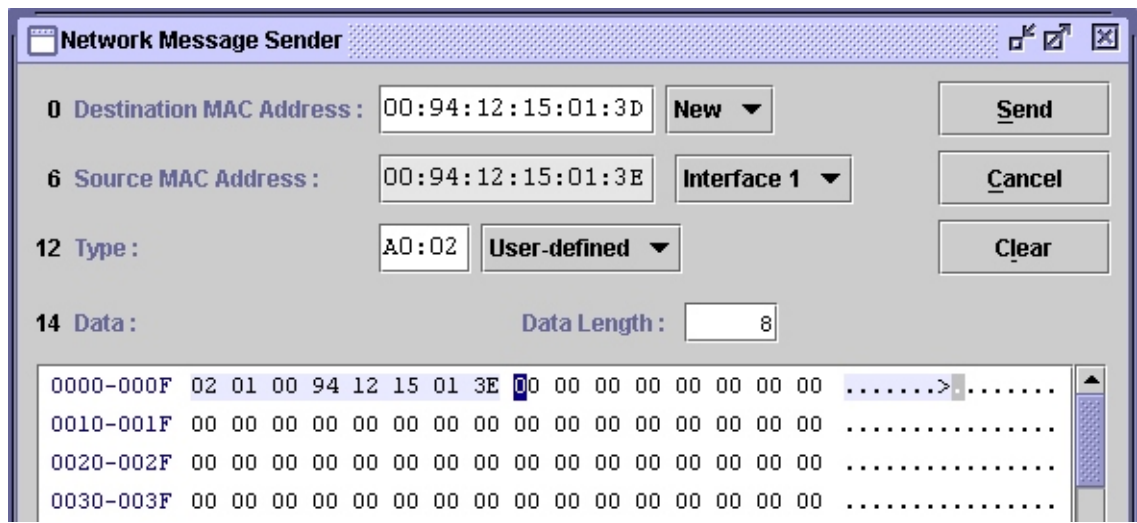 Network Message Sender
0 Destination MAC Address : 00:94:12:15:01:3D New Send
6 Source MAC Address : 00:94:12:15:01:3E Interface 1 Cancel
12 Type : A0:02 User-defined Clear
14 Data : Data Length : 8
0000-000F 02 01 00 94 12 15 01 3E 00 00 00 00 00 00 00 00 .......>........
0010-001F 00 00 00 00 00 00 00 00 00 00 00 00 00 00 00 00 ................
0020-002F 00 00 00 00 00 00 00 00 00 00 00 00 00 00 00 00 ................
0030-003F 00 00 00 00 00 00 00 00 00 00 00 00 00 00 00 00 ................